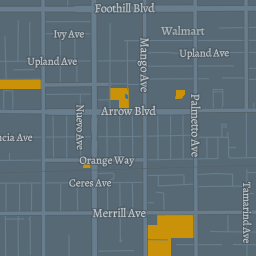 Foothill Blvd
Ivy Ave
Walmart
Upland Ave
Upland Ave
Mango Ave
Arrow Blvd
Nuevo Ave
Palmetto Ave
ncia Ave
Orange Way
Ceres Ave
Tamarind Ave
Merrill Ave